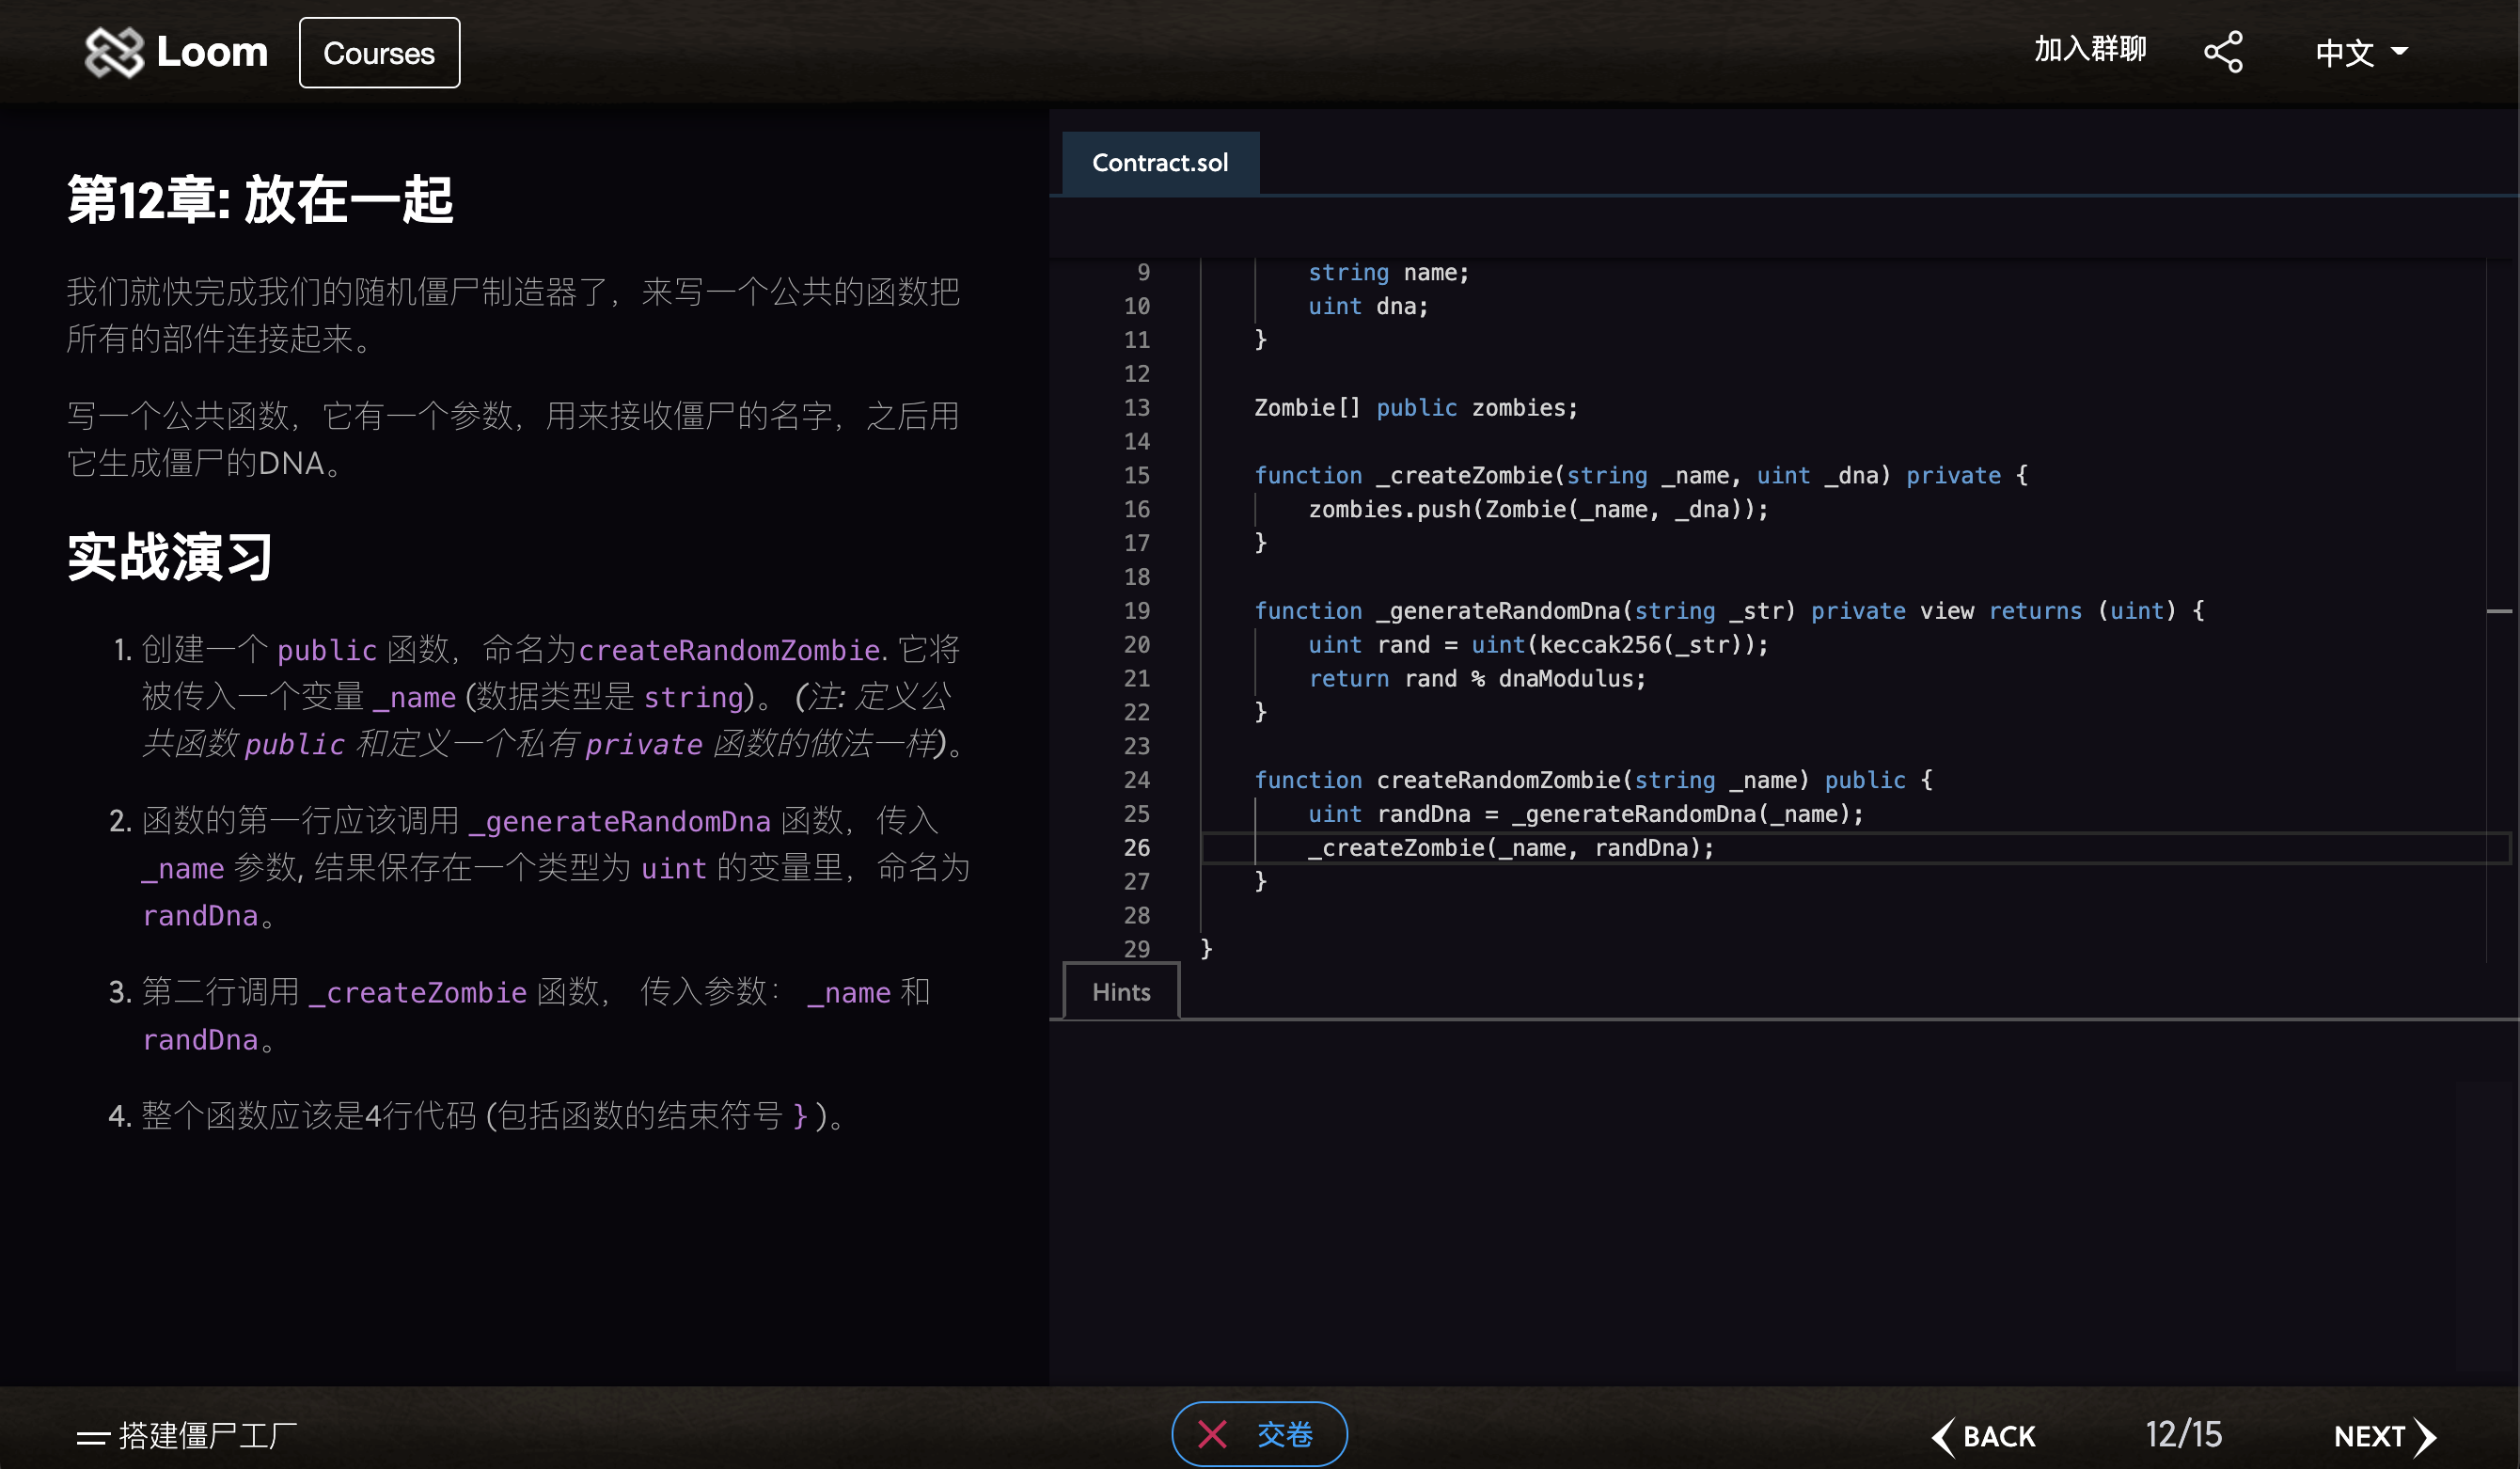 Loom
Courses
加入群聊
中文
第12章: 放在一起
我们就快完成我们的随机僵尸制造器了，来写一个公共的函数把
所有的部件连接起来。
写一个公共函数，它有一个参数，用来接收僵尸的名字，之后用
它生成僵尸的DNA。
实战演习
1. 创建一个 public 函数，命名为createRandomZombie. 它将
被传入一个变量 _name (数据类型是 string)。 (注: 定义公
共函数 public 和定义一个私有 private 函数的做法一样)。
2. 函数的第一行应该调用 _generateRandomDna 函数，传入
_name 参数, 结果保存在一个类型为 uint 的变量里，命名为
randDna。
3. 第二行调用 _createZombie 函数， 传入参数： _name 和
randDna。
4. 整个函数应该是4行代码 (包括函数的结束符号 } )。
Contract.sol
9 string name;
10 uint dna;
11 }
12
13 Zombie[] public zombies;
14
15 function _createZombie(string _name, uint _dna) private {
16 zombies.push(Zombie(_name, _dna));
17 }
18
19 function _generateRandomDna(string _str) private view returns (uint) {
20 uint rand = uint(keccak256(_str));
21 return rand % dnaModulus;
22 }
23
24 function createRandomZombie(string _name) public {
25 uint randDna = _generateRandomDna(_name);
26 _createZombie(_name, randDna);
27 }
28
29 }
Hints
搭建僵尸工厂
交卷
BACK
12/15
NEXT